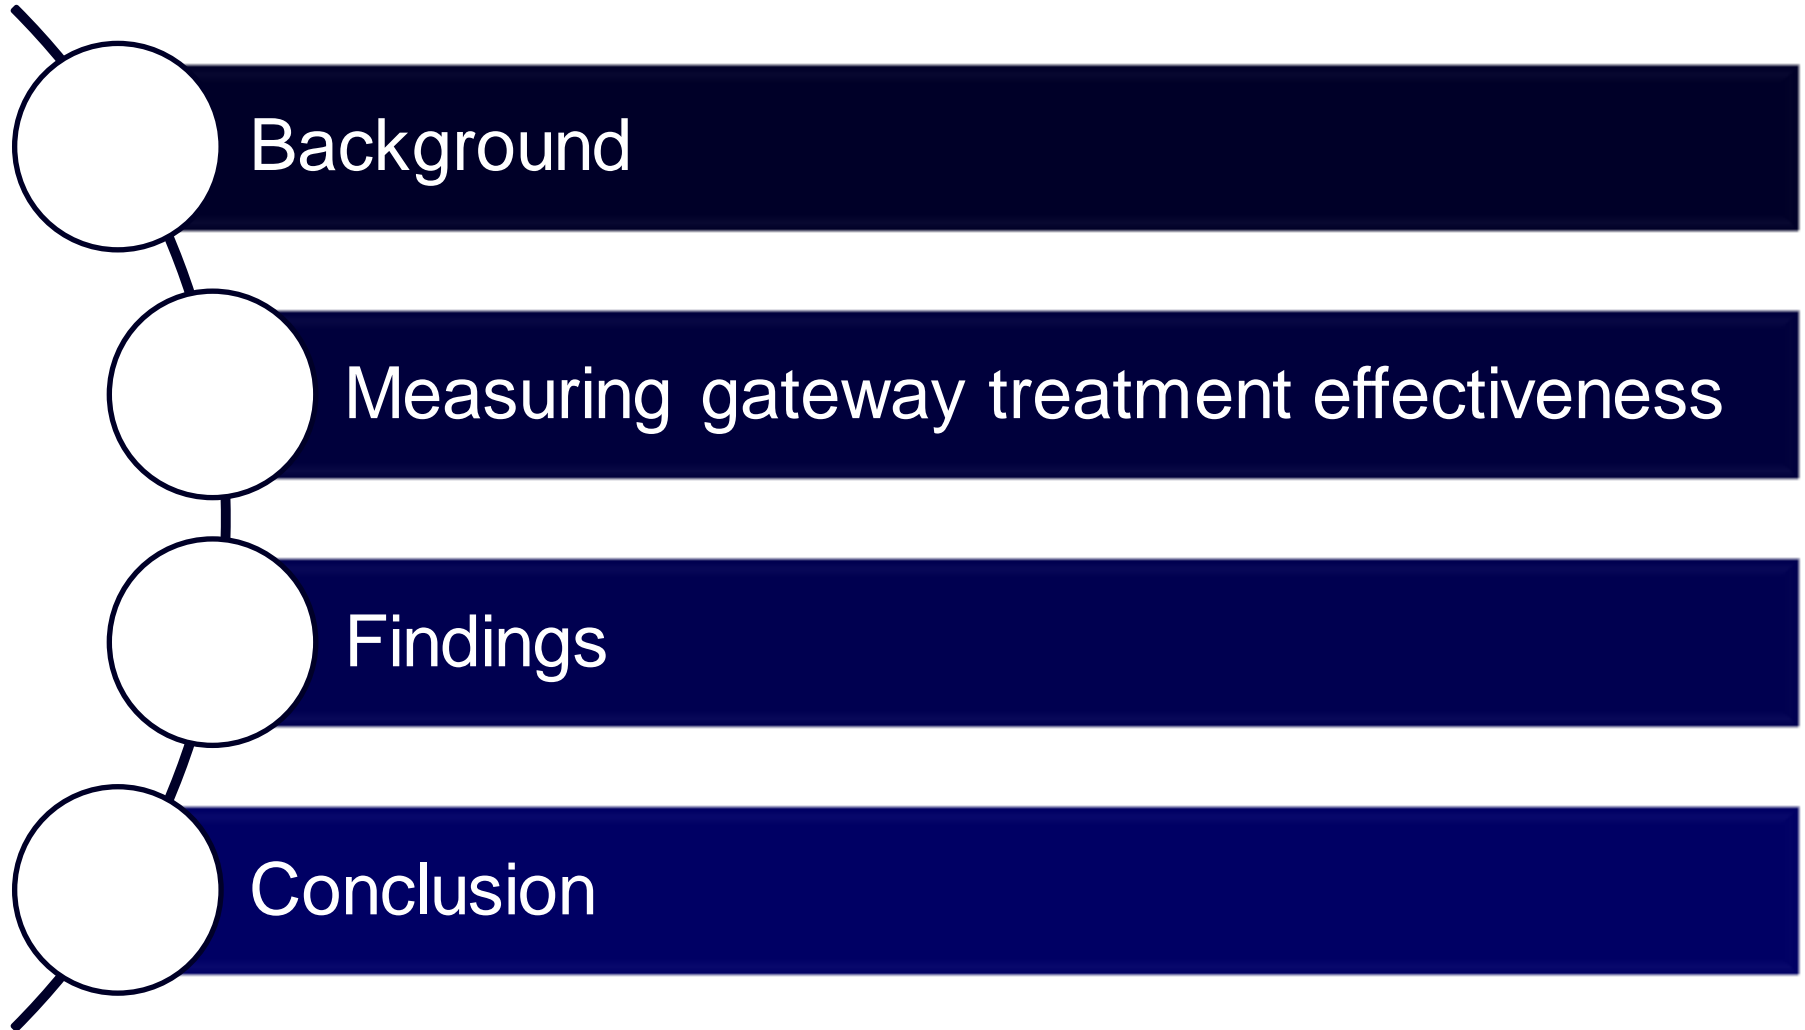 Background
Measuring gateway treatment effectiveness
Findings
Conclusion